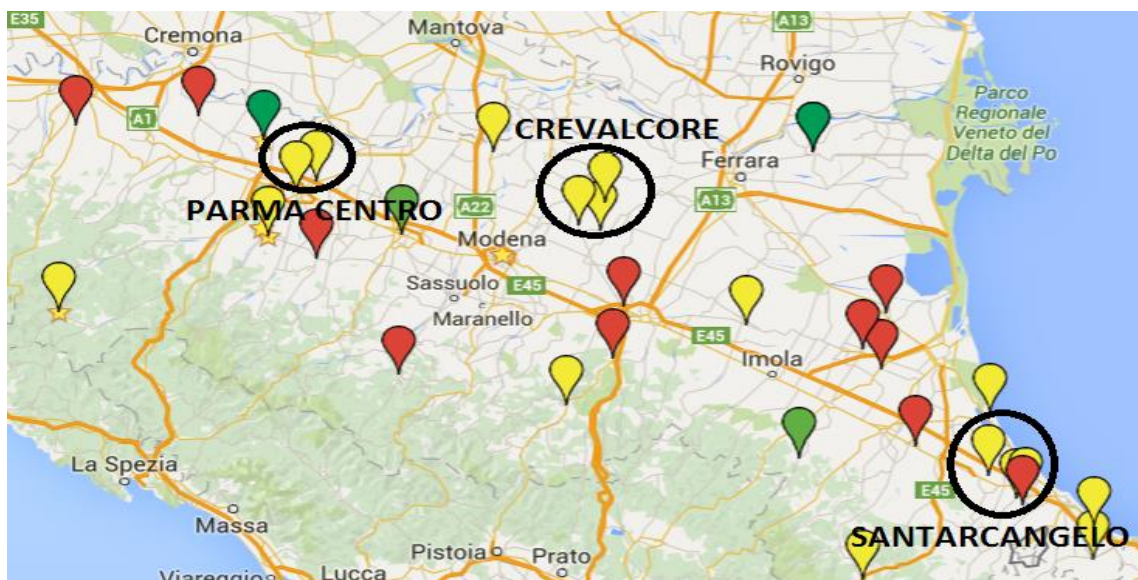 E35
Cremona
Mantova
A13
Rovigo
A1
Parco
Regionale
Veneto del
Delta del Po
CREVALCORE
Ferrara
PARMA CENTRO
A22
A13
Modena
Sassuolo
E45
Maranello
E45
Imola
La Spezia
E45
Massa
SANTARCANGELO
Pistoia
Prato
Viareggio
Lucca